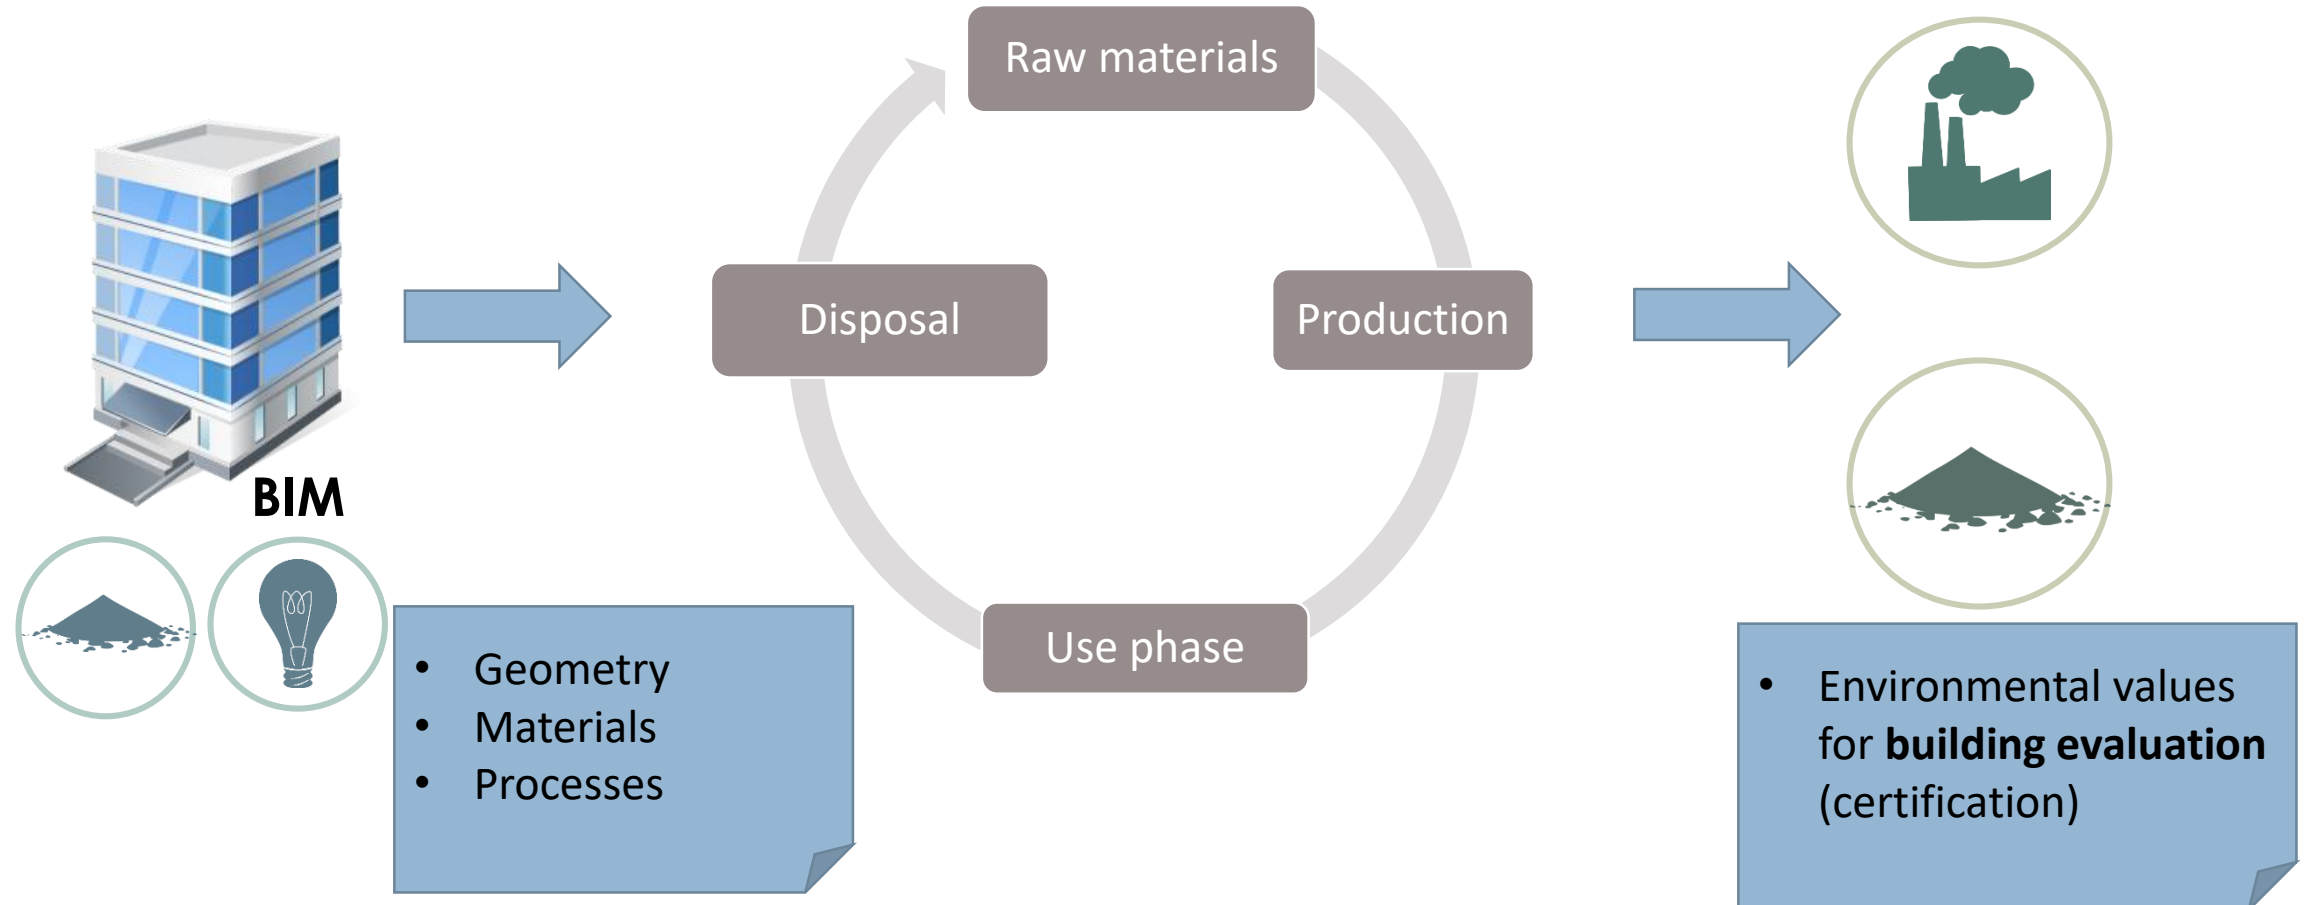 Raw materials
Disposal
Production
Use phase
BIM
• Geometry
• Materials
• Processes
• Environmental values
for building evaluation
(certification)